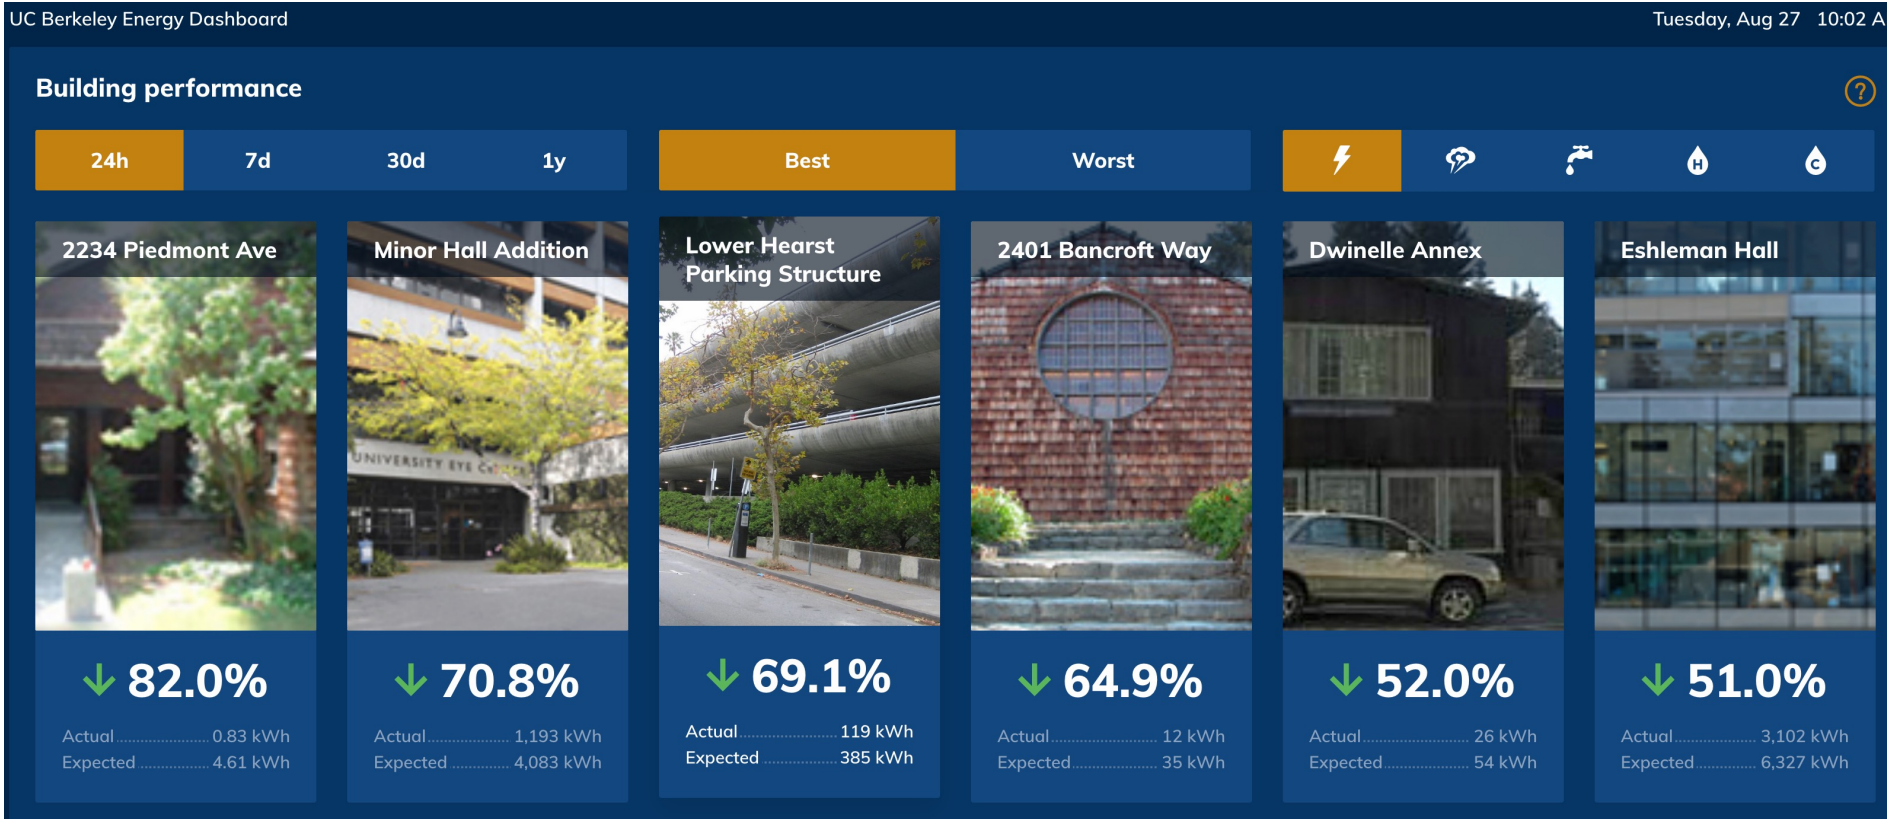 UC Berkeley Energy Dashboard
Tuesday, Aug 27 10:02 A
Building performance
?
24h
7d
30d
1y
Best
Worst
H
C
2234 Piedmont Ave
Minor Hall Addition
Lower Hearst
Parking Structure
2401 Bancroft Way
Dwinelle Annex
Eshleman Hall
UNIVERSITY EYE
82.0%
70.8%
69.1%
64.9%
52.0%
51.0%
Actual 0.83 kWh
Expected 4.61 kWh
Actual 1,193 kWh
Expected 4,083 kWh
Actual 119 kWh
Expected 385 kWh
Actual 12 kWh
Expected 35 kWh
Actual 26 kWh
Expected 54 kWh
Actual 3,102 kWh
Expected 6,327 kWh